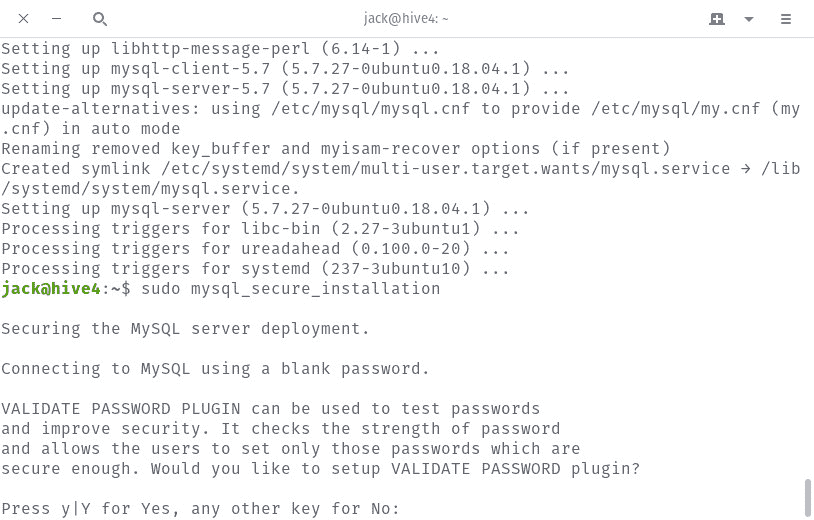 jack@hive4: ~
Setting up libhttp-message-perl (6.14-1) ...
Setting up mysql-client-5.7 (5.7.27-0ubuntu0.18.04.1) ...
Setting up mysql-server-5.7 (5.7.27-0ubuntu0.18.04.1) ...
update-alternatives: using /etc/mysql/mysql.cnf to provide /etc/mysql/my.cnf (my
.cnf) in auto mode
Renaming removed key_buffer and myisam-recover options (if present)
Created symlink /etc/systemd/system/multi-user.target.wants/mysql.service → /lib
/systemd/system/mysql.service.
Setting up mysql-server (5.7.27-0ubuntu0.18.04.1) ...
Processing triggers for libc-bin (2.27-3ubuntu1) ...
Processing triggers for ureadahead (0.100.0-20) ...
Processing triggers for systemd (237-3ubuntu10) ...
jack@hive4:~$ sudo mysql_secure_installation
Securing the MySQL server deployment.
Connecting to MySQL using a blank password.
VALIDATE PASSWORD PLUGIN can be used to test passwords
and improve security. It checks the strength of password
and allows the users to set only those passwords which are
secure enough. Would you like to setup VALIDATE PASSWORD plugin?
Press y|Y for Yes, any other key for No: